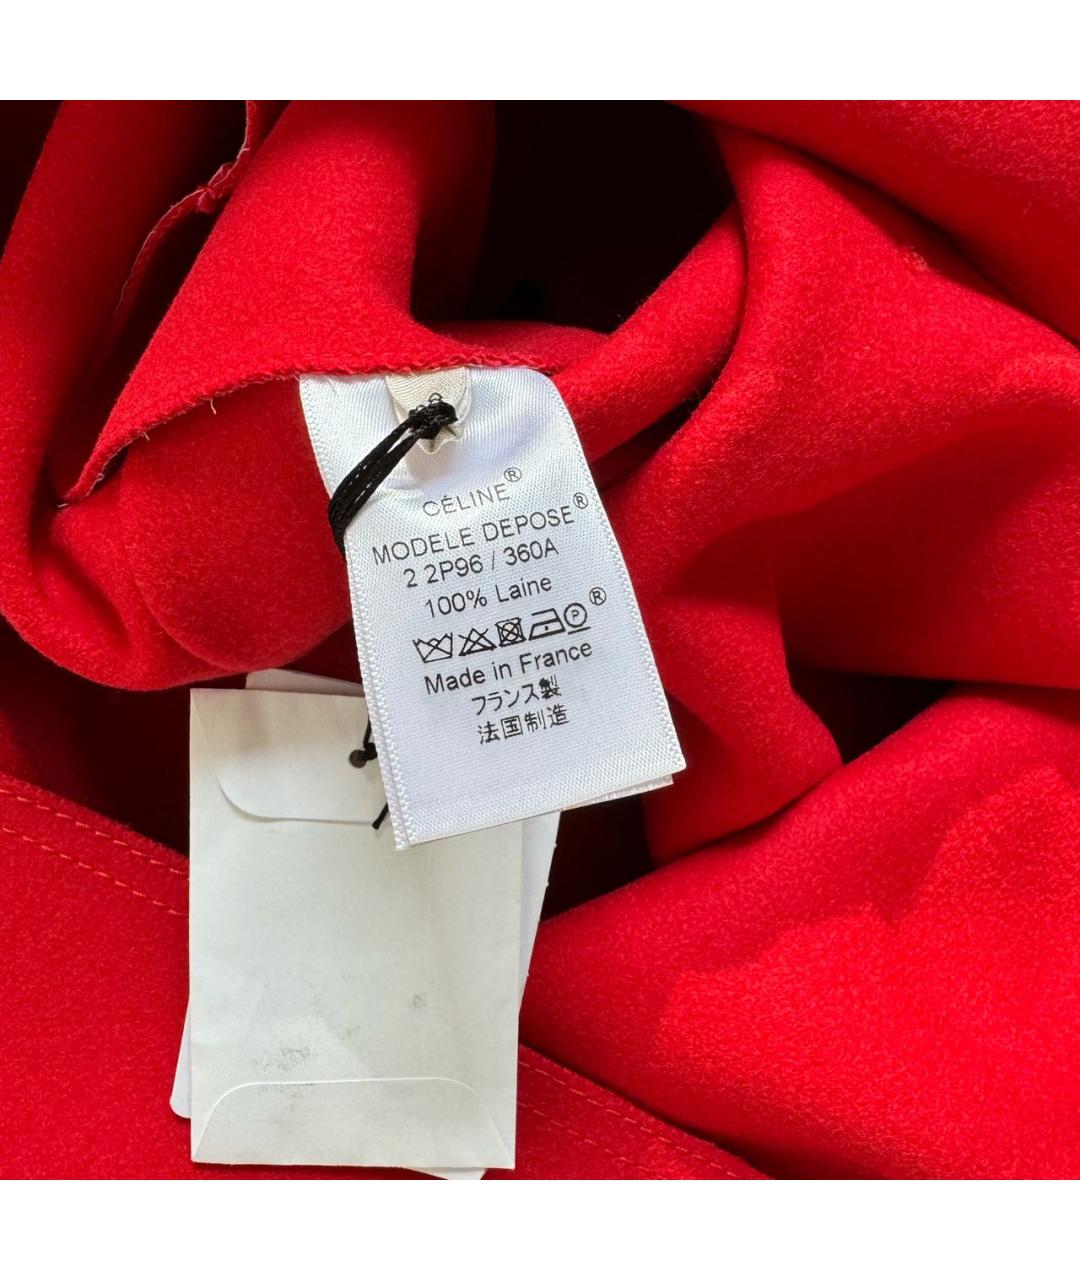 CÉLINE®
MODELE DEPOSE®
2 2P96 / 360A
100% Laine
P ®
Made in France
フランス製
法国制造